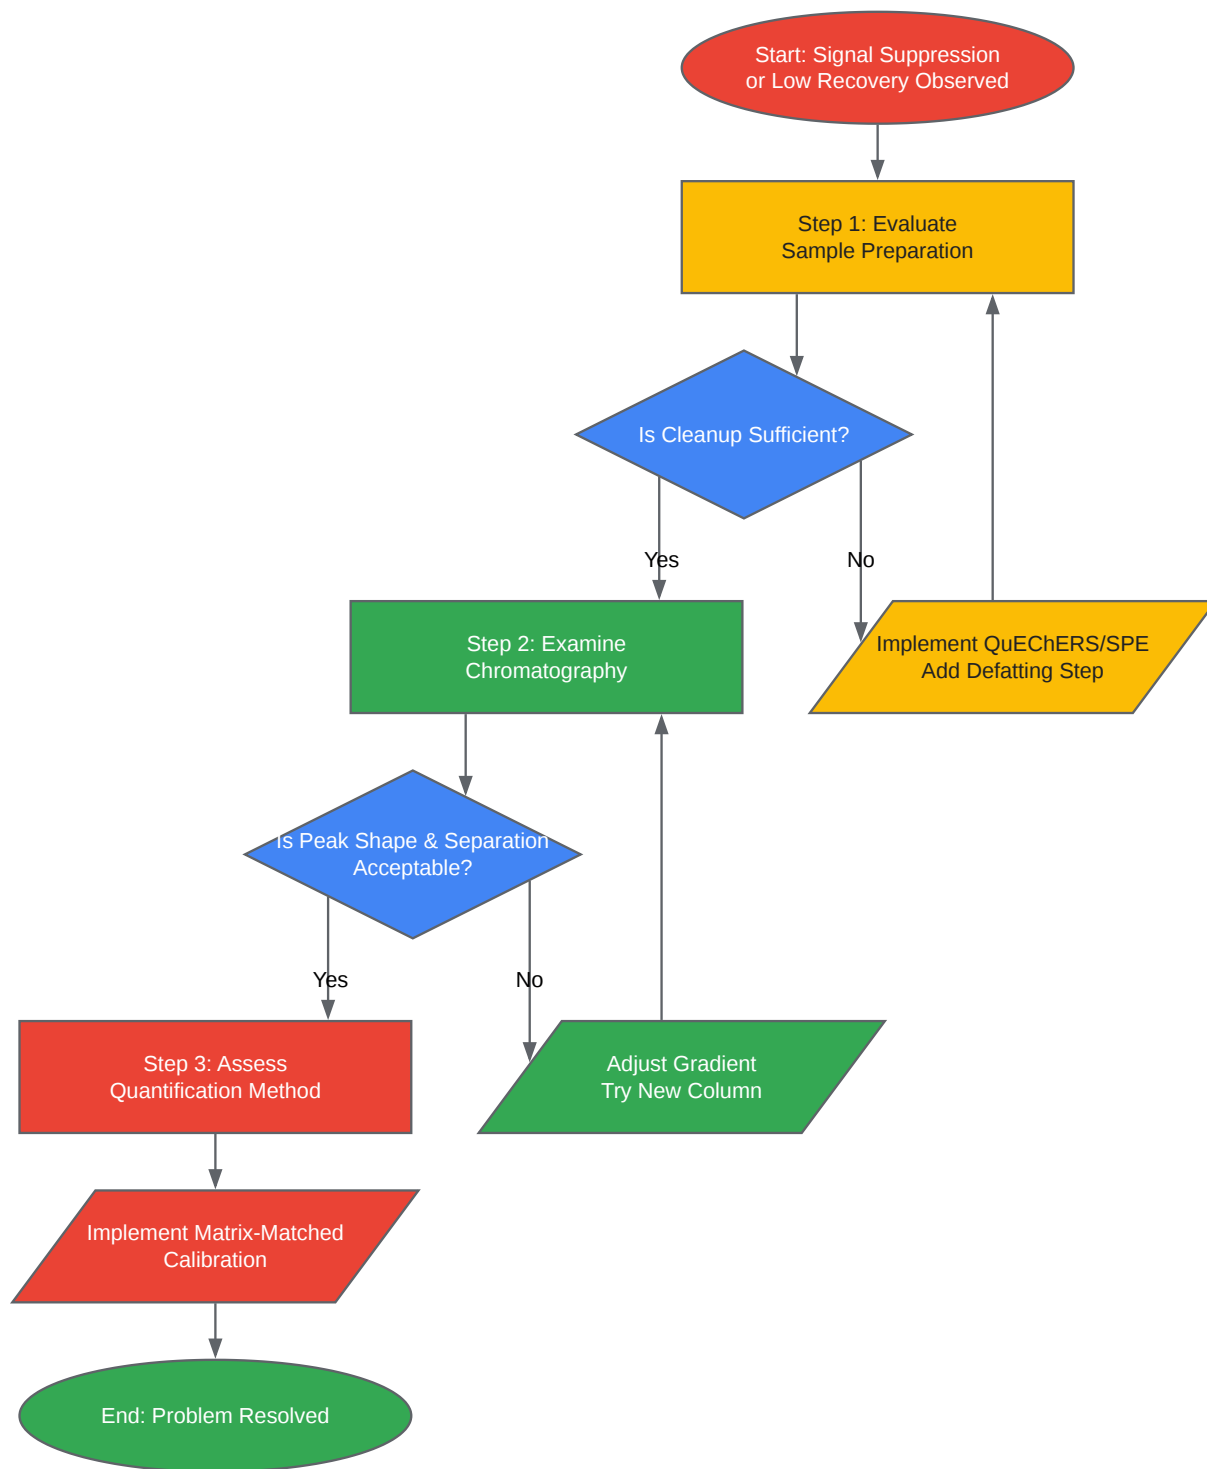 Start: Signal Suppression
or Low Recovery Observed
Step 1: Evaluate
Sample Preparation
Is Cleanup Sufficient?
Yes
No
Step 2: Examine
Chromatography
Implement QuEChERS/SPE
Add Defatting Step
Is Peak Shape & Separation
Acceptable?
Yes
No
Step 3: Assess
Quantification Method
Adjust Gradient
Try New Column
Implement Matrix-Matched
Calibration
End: Problem Resolved